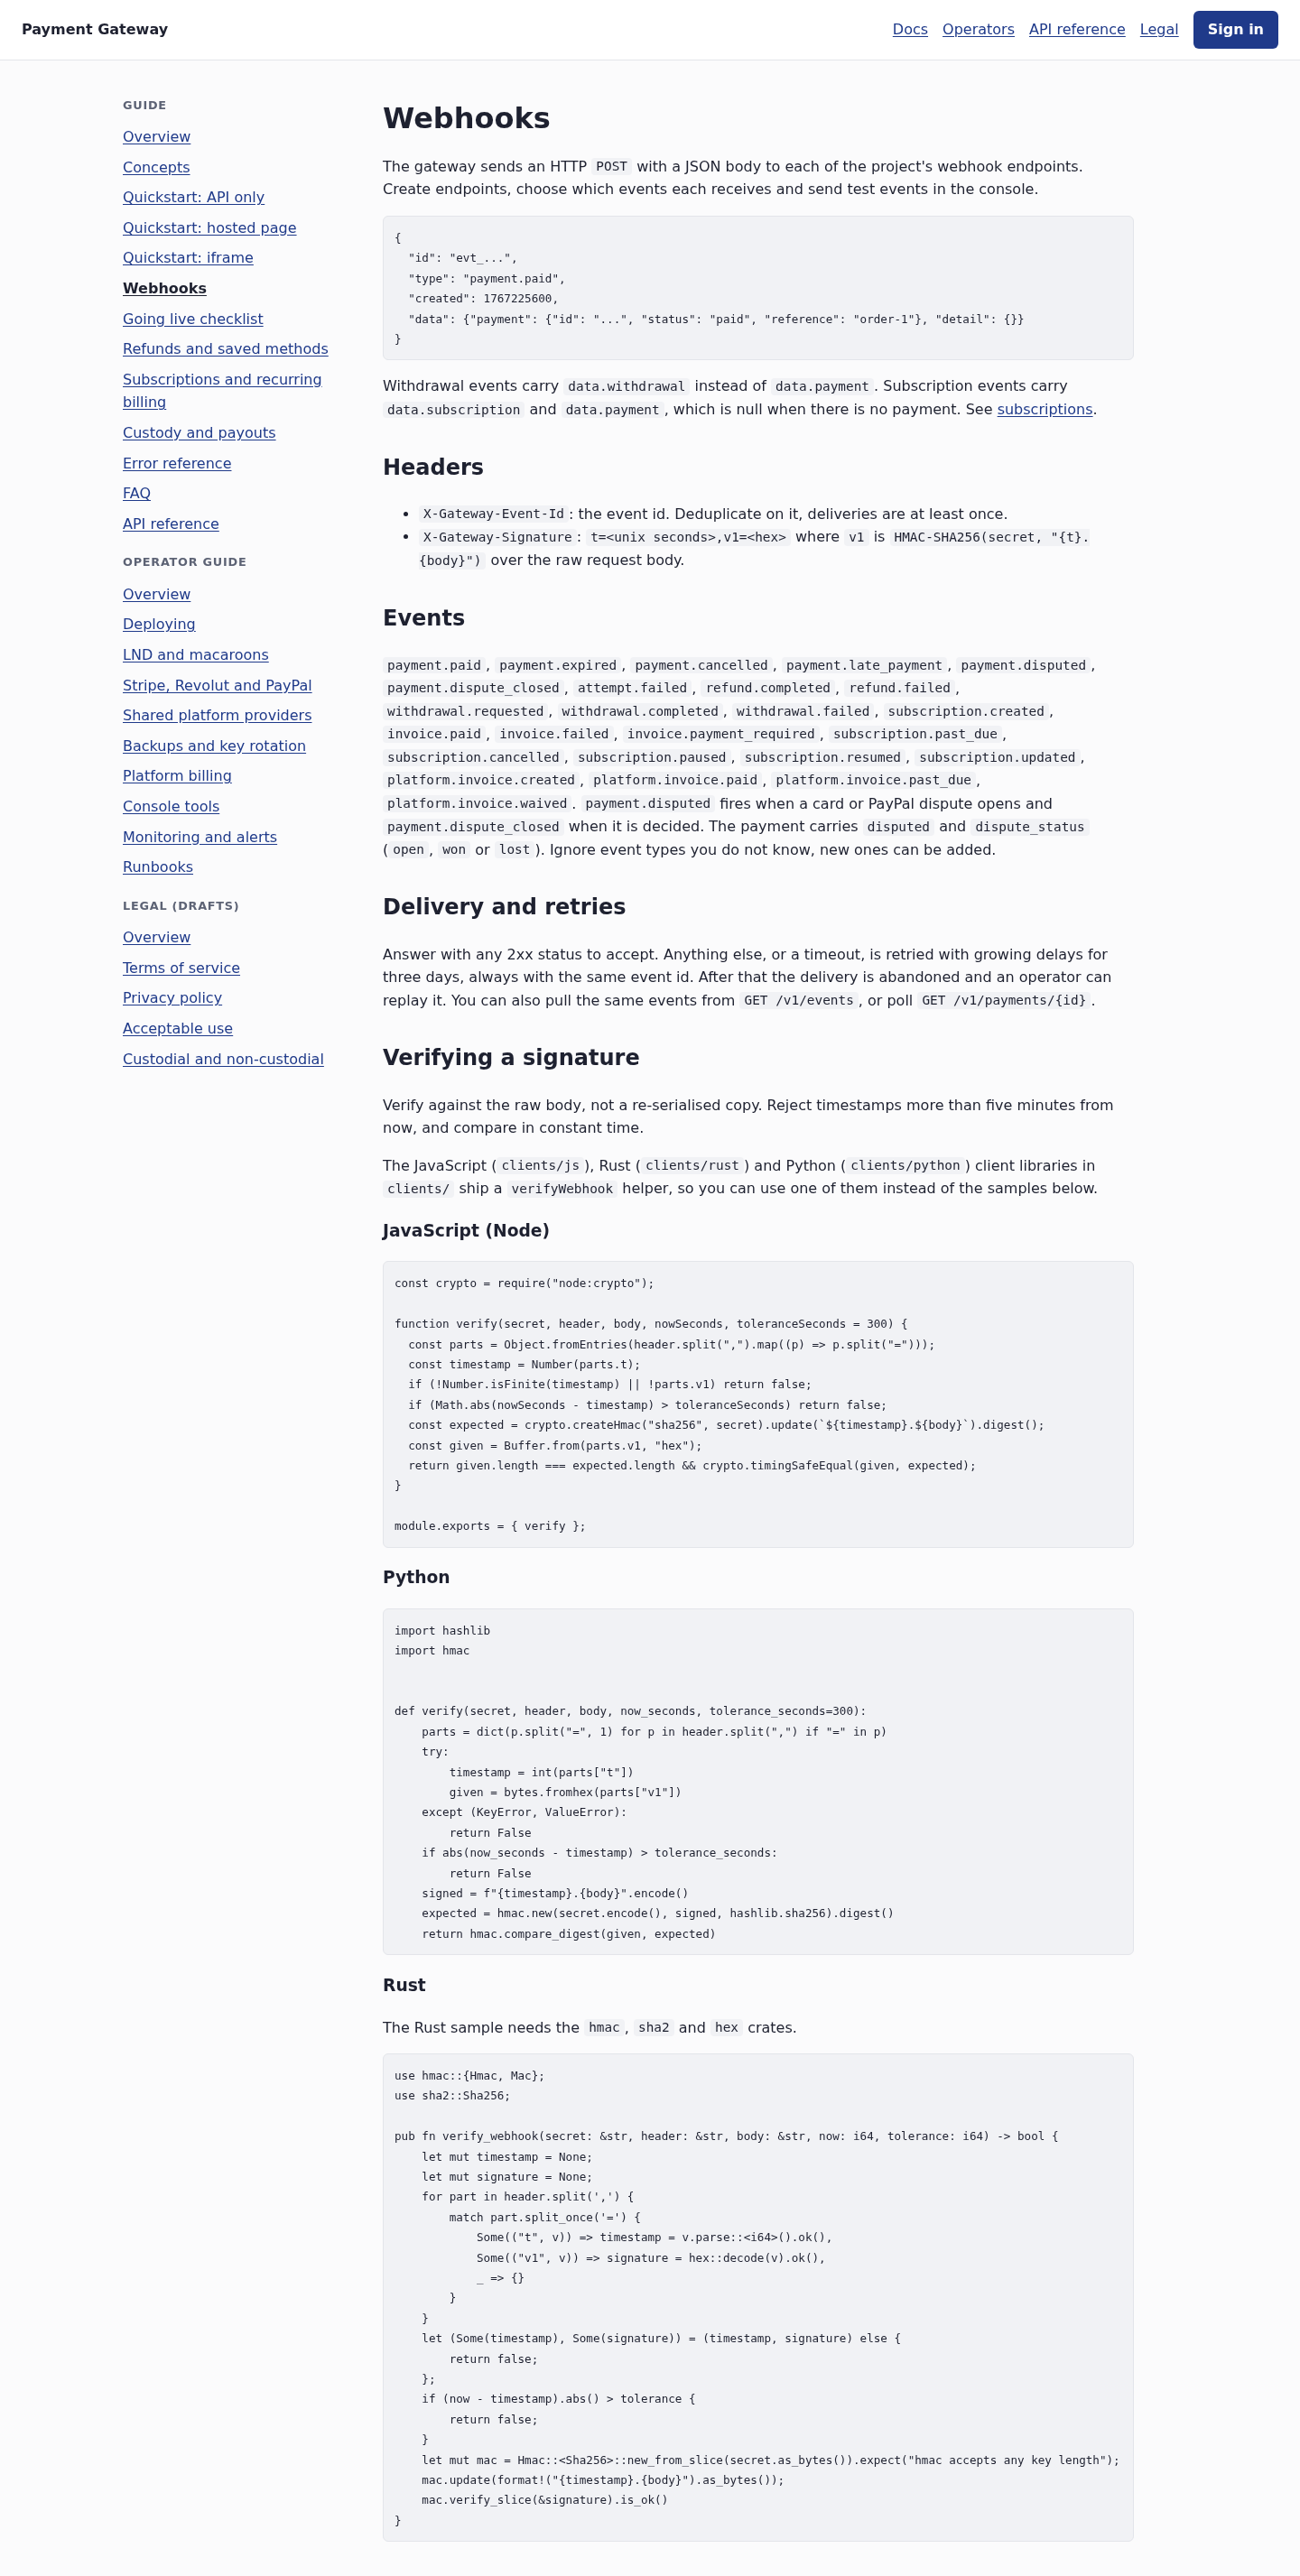 Payment Gateway
Docs Operators API reference Legal Sign in
GUIDE
Overview
Concepts
Quickstart: API only
Quickstart: hosted page
Quickstart: iframe
Webhooks
Going live checklist
Refunds and saved methods
Subscriptions and recurring
billing
Custody and payouts
Error reference
FAQ
API reference
OPERATOR GUIDE
Overview
Deploying
LND and macaroons
Stripe, Revolut and PayPal
Shared platform providers
Backups and key rotation
Platform billing
Console tools
Monitoring and alerts
Runbooks
LEGAL (DRAFTS)
Overview
Terms of service
Privacy policy
Acceptable use
Custodial and non-custodial
Webhooks
The gateway sends an HTTP POST with a JSON body to each of the project's webhook endpoints.
Create endpoints, choose which events each receives and send test events in the console.
{
  "id": "evt_...",
  "type": "payment.paid",
  "created": 1767225600,
  "data": {"payment": {"id": "...", "status": "paid", "reference": "order-1"}, "detail": {}}
}
Withdrawal events carry data.withdrawal instead of data.payment. Subscription events carry
data.subscription and data.payment, which is null when there is no payment. See subscriptions.
Headers
• X-Gateway-Event-Id: the event id. Deduplicate on it, deliveries are at least once.
• X-Gateway-Signature: t=<unix seconds>,v1=<hex> where v1 is HMAC-SHA256(secret, "{t}.
{body}") over the raw request body.
Events
payment.paid, payment.expired, payment.cancelled, payment.late_payment, payment.disputed,
payment.dispute_closed, attempt.failed, refund.completed, refund.failed,
withdrawal.requested, withdrawal.completed, withdrawal.failed, subscription.created,
invoice.paid, invoice.failed, invoice.payment_required, subscription.past_due,
subscription.cancelled, subscription.paused, subscription.resumed, subscription.updated,
platform.invoice.created, platform.invoice.paid, platform.invoice.past_due,
platform.invoice.waived. payment.disputed fires when a card or PayPal dispute opens and
payment.dispute_closed when it is decided. The payment carries disputed and dispute_status
(open, won or lost). Ignore event types you do not know, new ones can be added.
Delivery and retries
Answer with any 2xx status to accept. Anything else, or a timeout, is retried with growing delays for
three days, always with the same event id. After that the delivery is abandoned and an operator can
replay it. You can also pull the same events from GET /v1/events, or poll GET /v1/payments/{id}.
Verifying a signature
Verify against the raw body, not a re-serialised copy. Reject timestamps more than five minutes from
now, and compare in constant time.
The JavaScript (clients/js), Rust (clients/rust) and Python (clients/python) client libraries in
clients/ ship a verifyWebhook helper, so you can use one of them instead of the samples below.
JavaScript (Node)
const crypto = require("node:crypto");
function verify(secret, header, body, nowSeconds, toleranceSeconds = 300) {
  const parts = Object.fromEntries(header.split(",").map((p) => p.split("=")));
  const timestamp = Number(parts.t);
  if (!Number.isFinite(timestamp) || !parts.v1) return false;
  if (Math.abs(nowSeconds - timestamp) > toleranceSeconds) return false;
  const expected = crypto.createHmac("sha256", secret).update(`${timestamp}.${body}`).digest();
  const given = Buffer.from(parts.v1, "hex");
  return given.length === expected.length && crypto.timingSafeEqual(given, expected);
}
module.exports = { verify };
Python
import hashlib
import hmac
def verify(secret, header, body, now_seconds, tolerance_seconds=300):
    parts = dict(p.split("=", 1) for p in header.split(",") if "=" in p)
    try:
        timestamp = int(parts["t"])
        given = bytes.fromhex(parts["v1"])
    except (KeyError, ValueError):
        return False
    if abs(now_seconds - timestamp) > tolerance_seconds:
        return False
    signed = f"{timestamp}.{body}".encode()
    expected = hmac.new(secret.encode(), signed, hashlib.sha256).digest()
    return hmac.compare_digest(given, expected)
Rust
The Rust sample needs the hmac, sha2 and hex crates.
use hmac::{Hmac, Mac};
use sha2::Sha256;
pub fn verify_webhook(secret: &str, header: &str, body: &str, now: i64, tolerance: i64) -> bool {
    let mut timestamp = None;
    let mut signature = None;
    for part in header.split(',') {
        match part.split_once('=') {
            Some(("t", v)) => timestamp = v.parse::<i64>().ok(),
            Some(("v1", v)) => signature = hex::decode(v).ok(),
            _ => {}
        }
    }
    let (Some(timestamp), Some(signature)) = (timestamp, signature) else {
        return false;
    };
    if (now - timestamp).abs() > tolerance {
        return false;
    }
    let mut mac = Hmac::<Sha256>::new_from_slice(secret.as_bytes()).expect("hmac accepts any key length");
    mac.update(format!("{timestamp}.{body}").as_bytes());
    mac.verify_slice(&signature).is_ok()
}